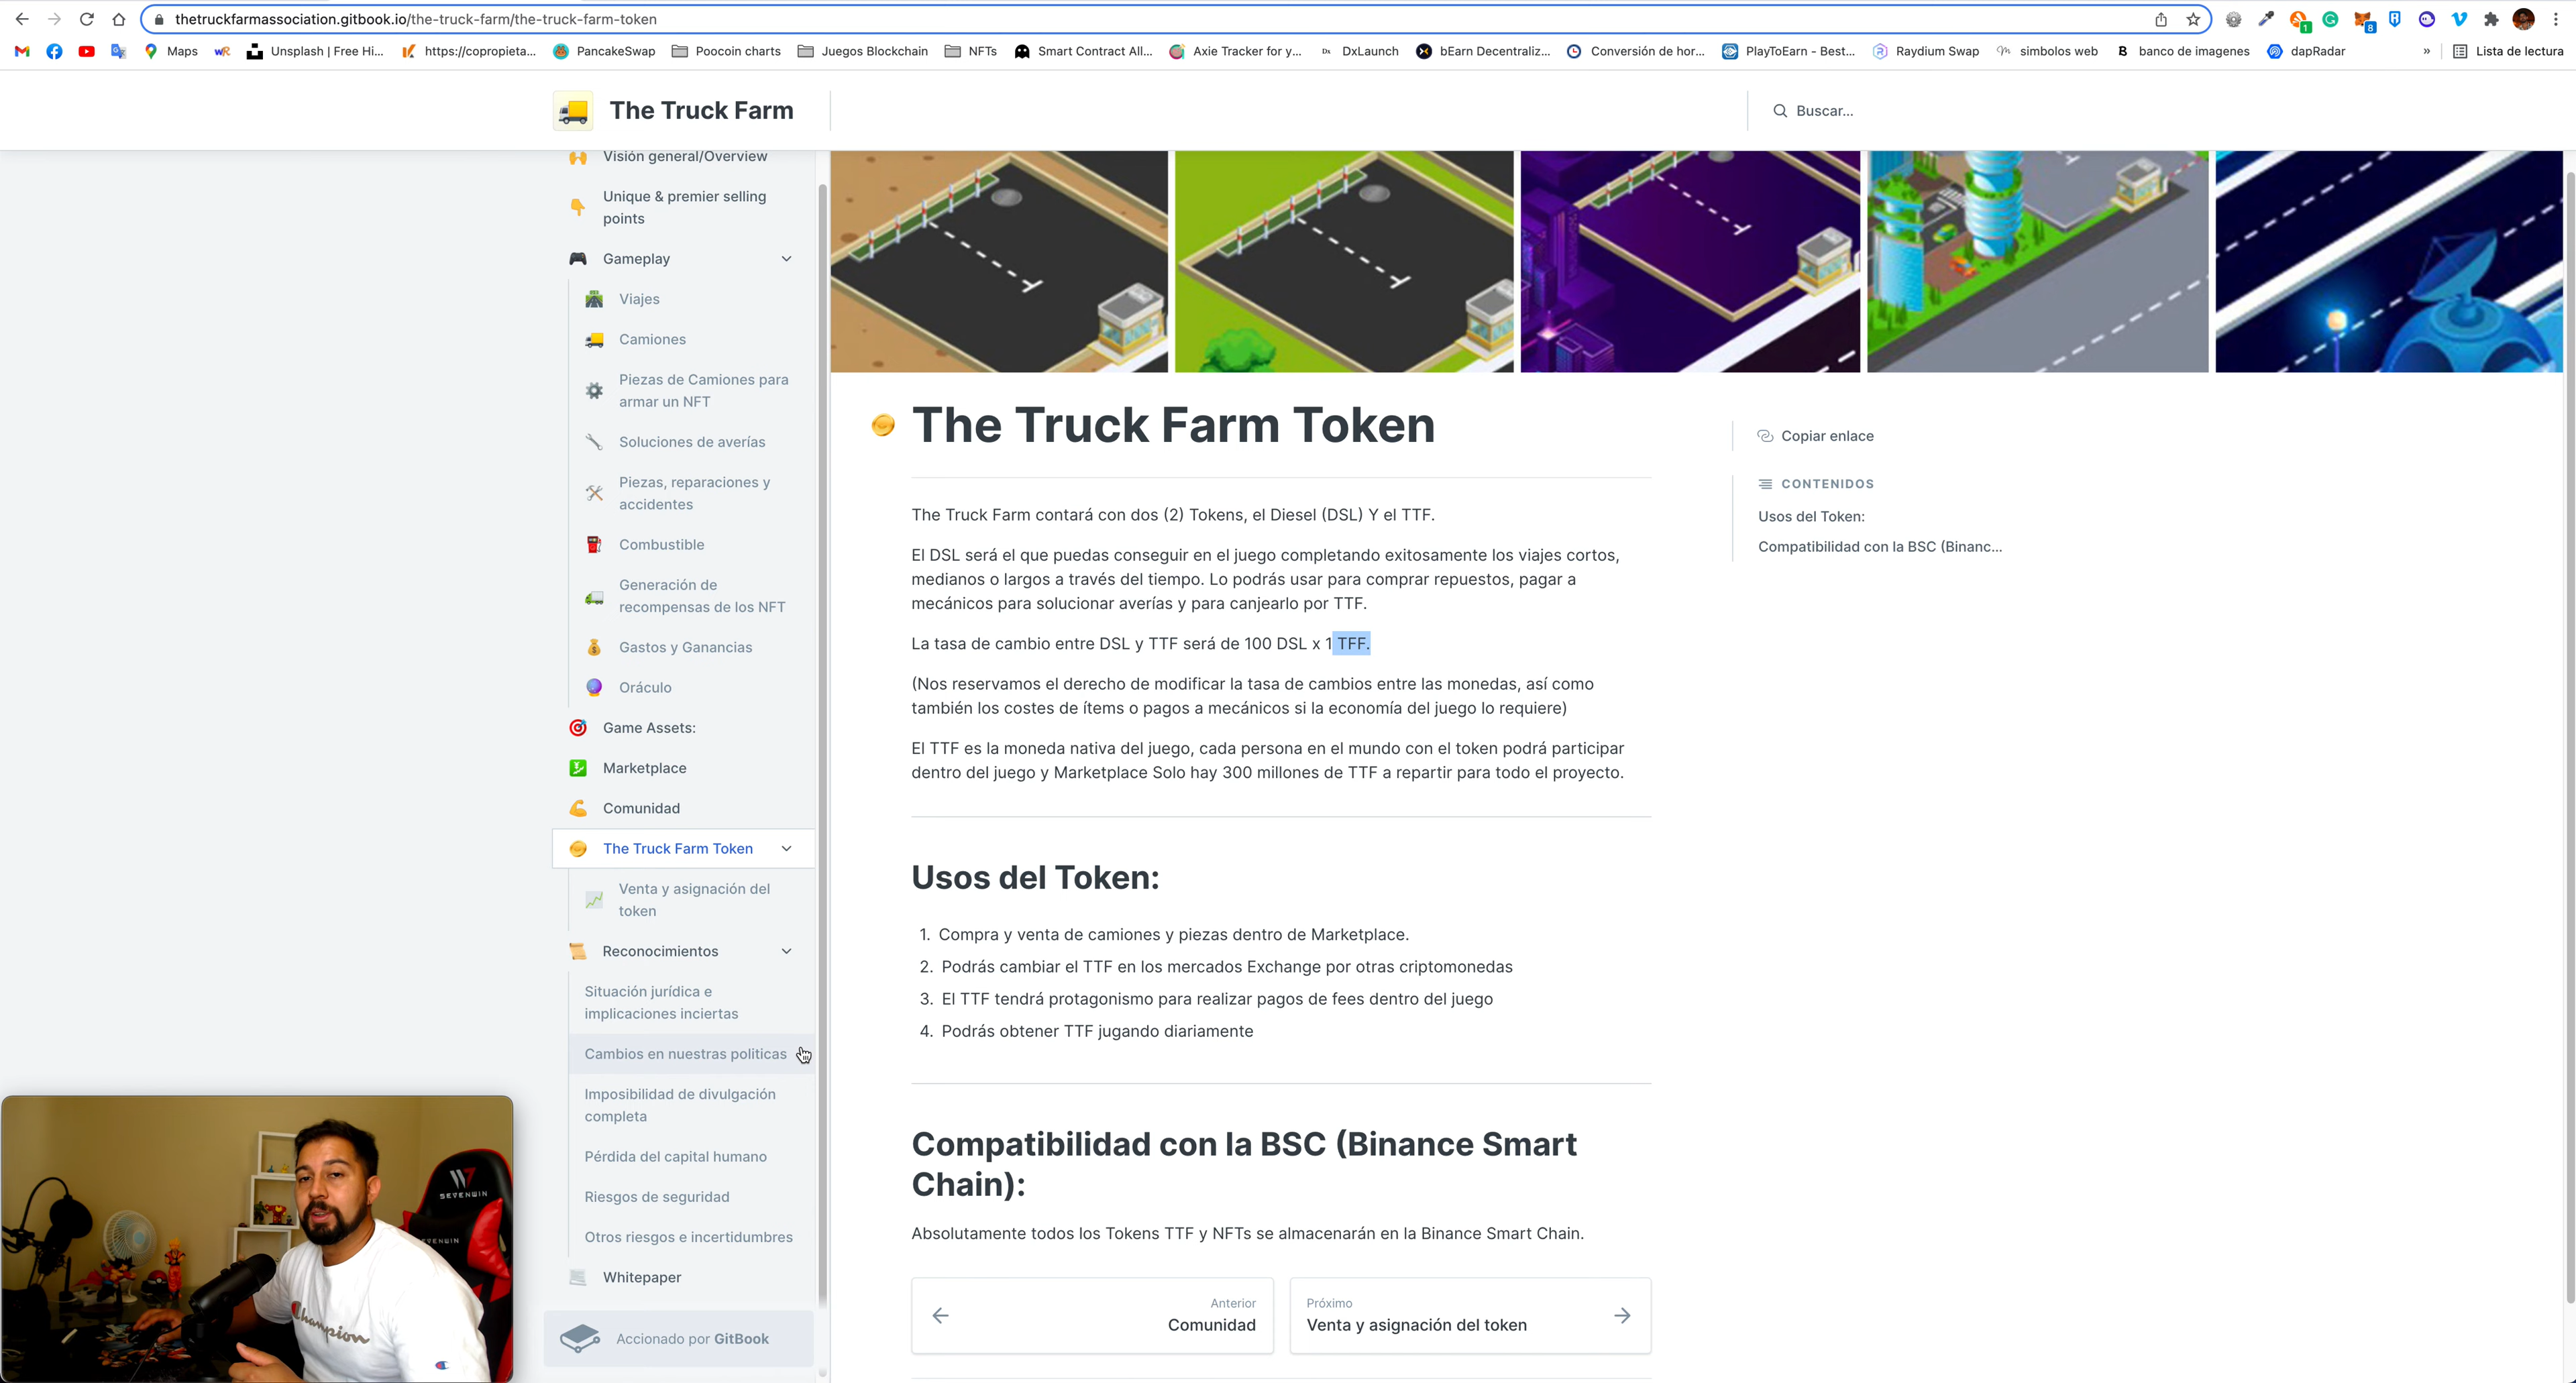 thetruckfarmassociation.gitbook.io/the-truck-farm/the-truck-farm-token
Maps
Unsplash | Free Hi...
https://copropieta...
PancakeSwap
Poocoin charts
Juegos Blockchain
NFTs
Smart Contract All...
Axie Tracker for y...
DxLaunch
bEarn Decentraliz...
Conversión de hor...
PlayToEarn - Best...
Raydium Swap
simbolos web
banco de imagenes
dapRadar
»
Lista de lectura
The Truck Farm
Buscar...
Visión general/Overview
Unique & premier selling
points
Gameplay
Viajes
Camiones
Piezas de Camiones para
armar un NFT
Soluciones de averías
Piezas, reparaciones y
accidentes
Combustible
Generación de
recompensas de los NFT
Gastos y Ganancias
Oráculo
Game Assets:
Marketplace
Comunidad
The Truck Farm Token
Venta y asignación del
token
Reconocimientos
Situación jurídica e
implicaciones inciertas
Cambios en nuestras politicas
Imposibilidad de divulgación
completa
Pérdida del capital humano
Riesgos de seguridad
Otros riesgos e incertidumbres
Whitepaper
Accionado por GitBook
The Truck Farm Token
The Truck Farm contará con dos (2) Tokens, el Diesel (DSL) Y el TTF.
El DSL será el que puedas conseguir en el juego completando exitosamente los viajes cortos,
medianos o largos a través del tiempo. Lo podrás usar para comprar repuestos, pagar a
mecánicos para solucionar averías y para canjearlo por TTF.
La tasa de cambio entre DSL y TTF será de 100 DSL x 1 TFF.
(Nos reservamos el derecho de modificar la tasa de cambios entre las monedas, así como
también los costes de ítems o pagos a mecánicos si la economía del juego lo requiere)
El TTF es la moneda nativa del juego, cada persona en el mundo con el token podrá participar
dentro del juego y Marketplace Solo hay 300 millones de TTF a repartir para todo el proyecto.
Usos del Token:
1. Compra y venta de camiones y piezas dentro de Marketplace.
2. Podrás cambiar el TTF en los mercados Exchange por otras criptomonedas
3. El TTF tendrá protagonismo para realizar pagos de fees dentro del juego
4. Podrás obtener TTF jugando diariamente
Compatibilidad con la BSC (Binance Smart
Chain):
Absolutamente todos los Tokens TTF y NFTs se almacenarán en la Binance Smart Chain.
Anterior
Comunidad
Próximo
Venta y asignación del token
Copiar enlace
CONTENIDOS
Usos del Token:
Compatibilidad con la BSC (Binanc...
SEVENWIN
Champion